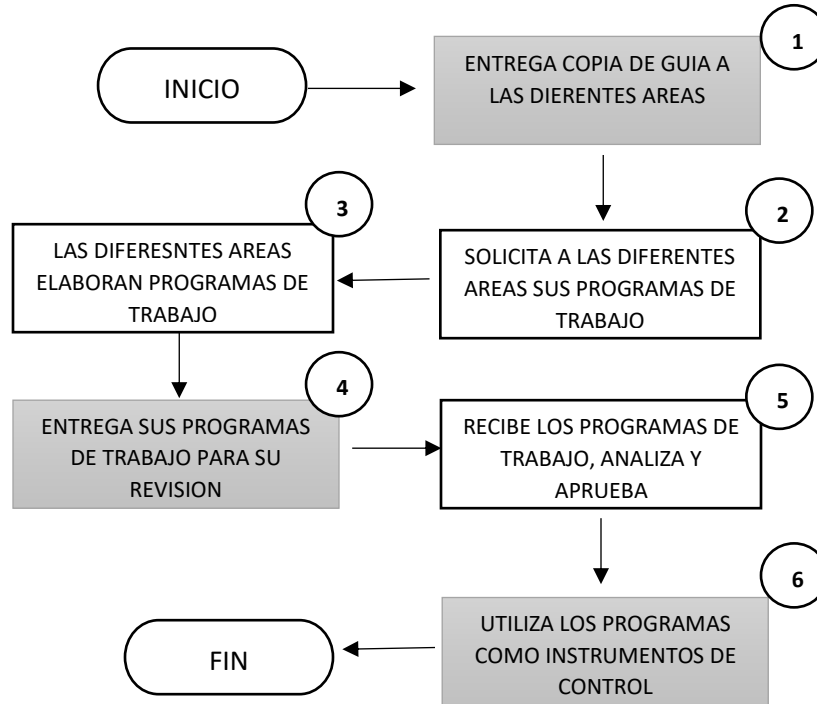 INICIO
1
ENTREGA COPIA DE GUIA A
LAS DIERENTES AREAS
2
SOLICITA A LAS DIFERENTES
AREAS SUS PROGRAMAS DE
TRABAJO
3
LAS DIFERESNTES AREAS
ELABORAN PROGRAMAS DE
TRABAJO
4
ENTREGA SUS PROGRAMAS
DE TRABAJO PARA SU
REVISION
5
RECIBE LOS PROGRAMAS DE
TRABAJO, ANALIZA Y
APRUEBA
6
UTILIZA LOS PROGRAMAS
COMO INSTRUMENTOS DE
CONTROL
FIN